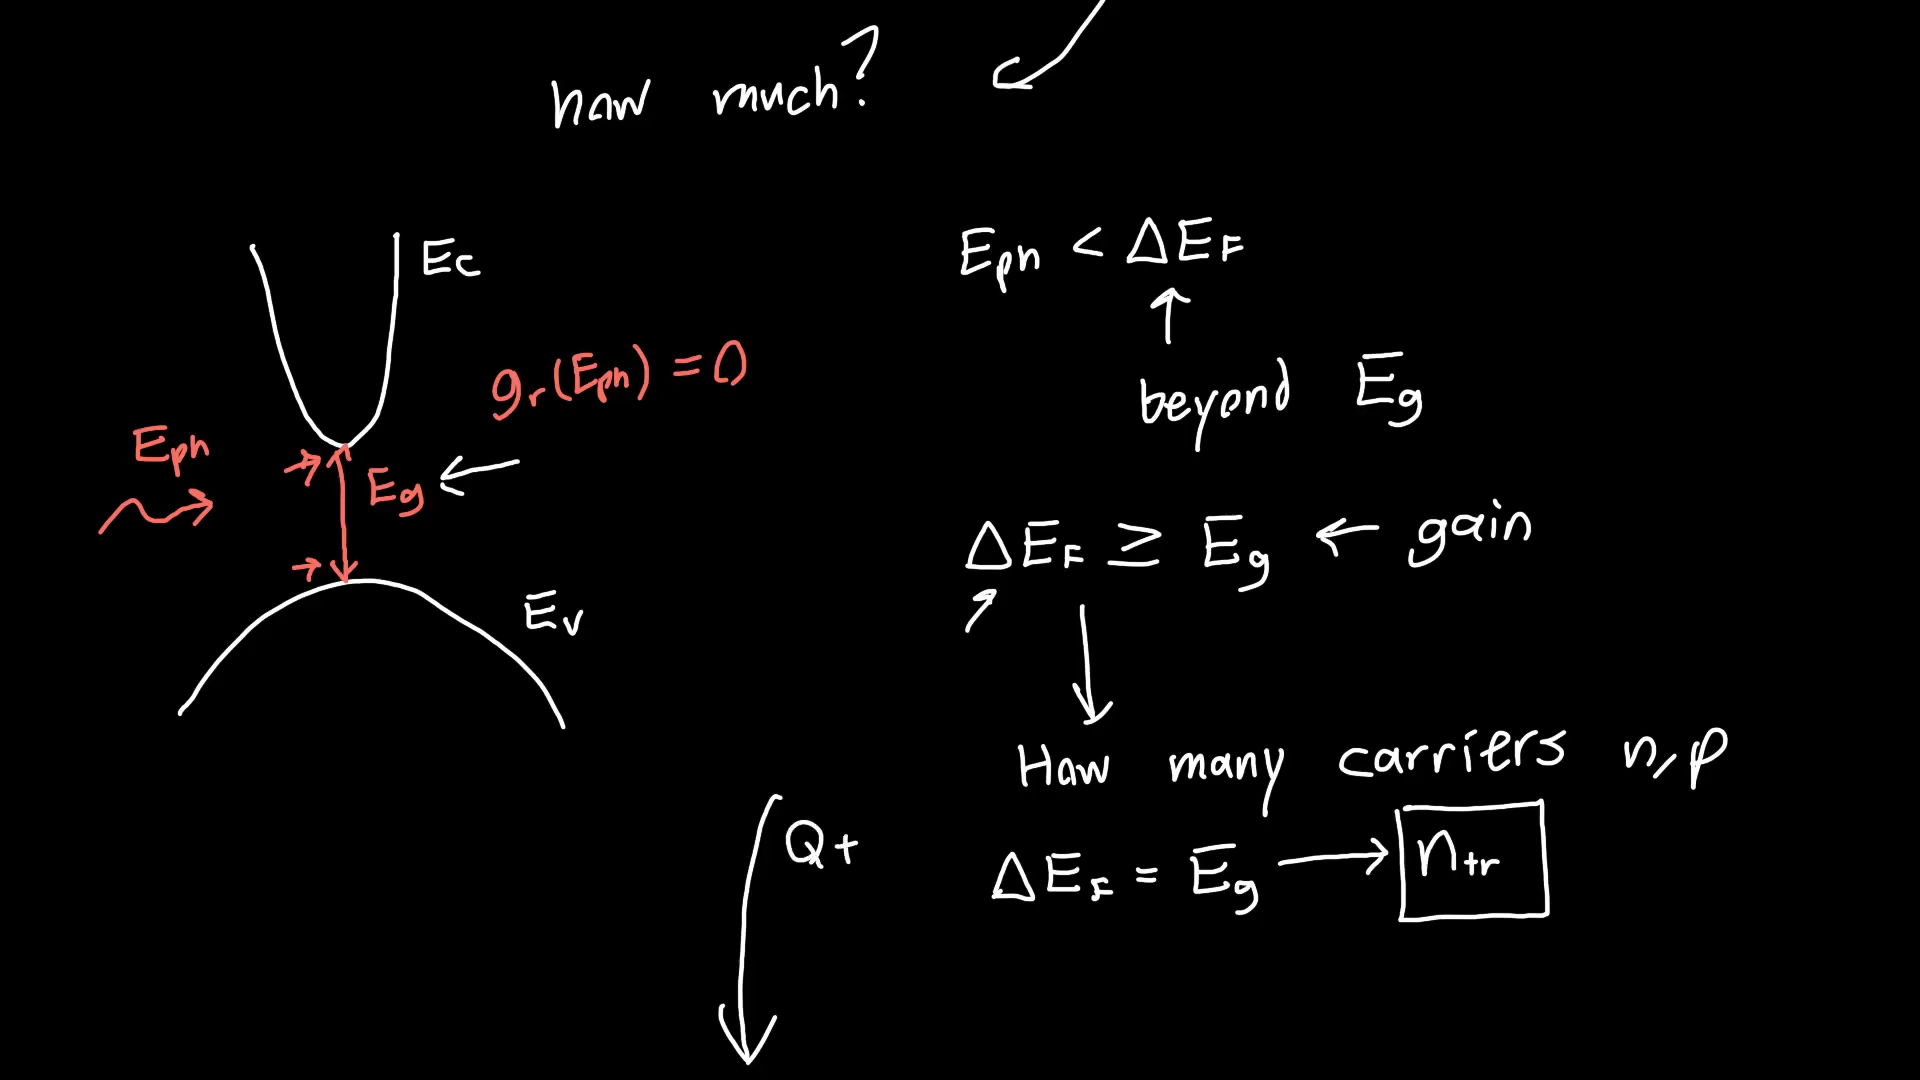 how much?
Ec
gr(Eph) = 0
Eph
Eg
Ev
Eph < ΔEF
beyond Eg
ΔEF ≥ Eg ← gain
How many carriers n,p
ΔEF = Eg → ntr
Q+